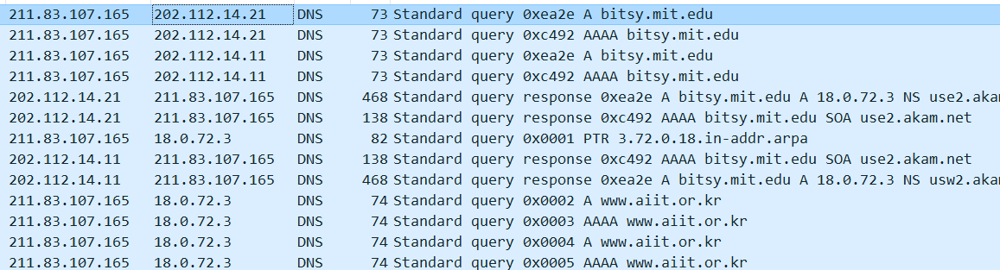 211.83.107.165 202.112.14.21 DNS 73 Standard query 0xea2e A bitsy.mit.edu
211.83.107.165 202.112.14.21 DNS 73 Standard query 0xc492 AAAA bitsy.mit.edu
211.83.107.165 202.112.14.11 DNS 73 Standard query 0xea2e A bitsy.mit.edu
211.83.107.165 202.112.14.11 DNS 73 Standard query 0xc492 AAAA bitsy.mit.edu
202.112.14.21 211.83.107.165 DNS 468 Standard query response 0xea2e A bitsy.mit.edu A 18.0.72.3 NS use2.aka
202.112.14.21 211.83.107.165 DNS 138 Standard query response 0xc492 AAAA bitsy.mit.edu SOA use2.akam.net
211.83.107.165 18.0.72.3 DNS 82 Standard query 0x0001 PTR 3.72.0.18.in-addr.arpa
202.112.14.11 211.83.107.165 DNS 138 Standard query response 0xc492 AAAA bitsy.mit.edu SOA use2.akam.net
202.112.14.11 211.83.107.165 DNS 468 Standard query response 0xea2e A bitsy.mit.edu A 18.0.72.3 NS usw2.aka
211.83.107.165 18.0.72.3 DNS 74 Standard query 0x0002 A www.aiit.or.kr
211.83.107.165 18.0.72.3 DNS 74 Standard query 0x0003 AAAA www.aiit.or.kr
211.83.107.165 18.0.72.3 DNS 74 Standard query 0x0004 A www.aiit.or.kr
211.83.107.165 18.0.72.3 DNS 74 Standard query 0x0005 AAAA www.aiit.or.kr